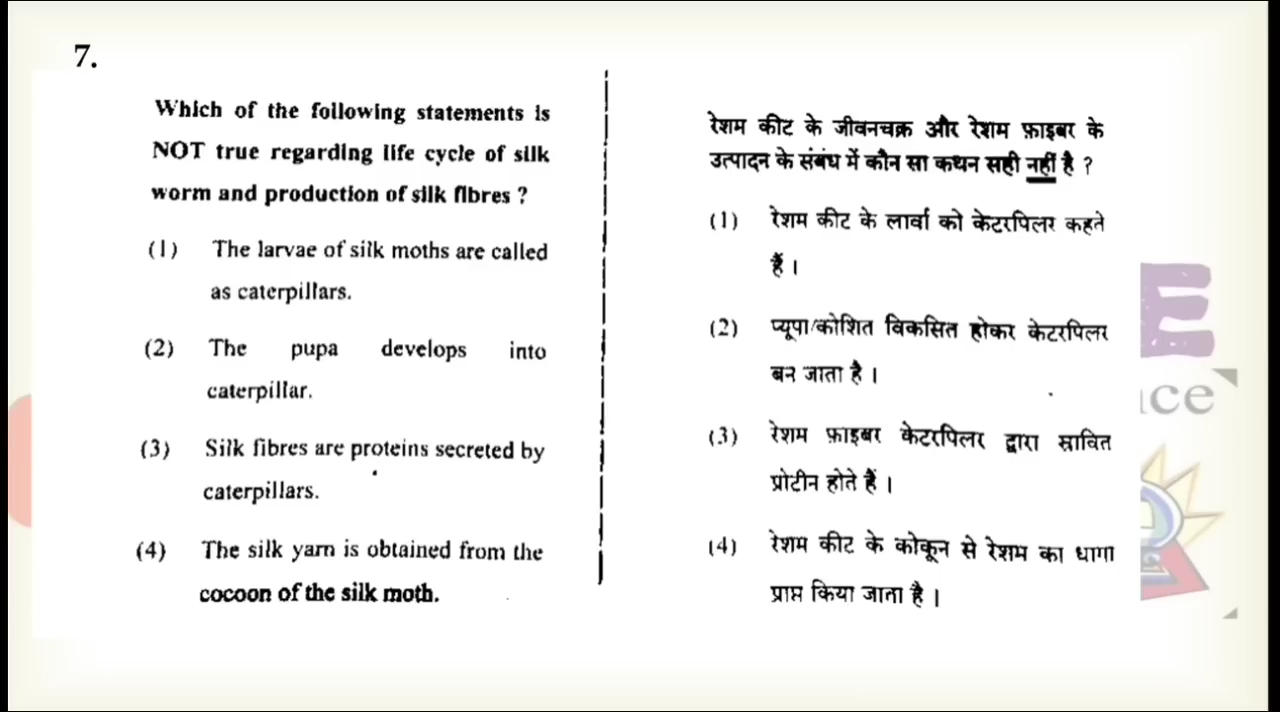 7.
Which of the following statements is
NOT true regarding life cycle of silk
worm and production of silk fibres ?
(1) The larvae of silk moths are called
as caterpillars.
(2) The pupa develops into
caterpillar.
(3) Silk fibres are proteins secreted by
caterpillars.
(4) The silk yarn is obtained from the
cocoon of the silk moth.
रेशम कीट के जीवनचक्र और रेशम फ़ाइबर के
उत्पादन के संबंध में कौन सा कथन सही नहीं है ?
(1) रेशम कीट के लार्वा को केटरपिलर कहते
हैं ।
(2) प्यूपा/कोशित विकसित होकर केटरपिलर
बन जाता है ।
(3) रेशम फ़ाइबर केटरपिलर द्वारा स्रावित
प्रोटीन होते हैं ।
(4) रेशम कीट के कोकून से रेशम का धागा
प्राप्त किया जाता है ।
E
ce